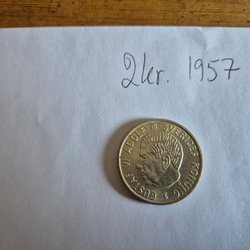 2kr. 1957
GUSTAF VI ADOLF SVERIGES KONUNG